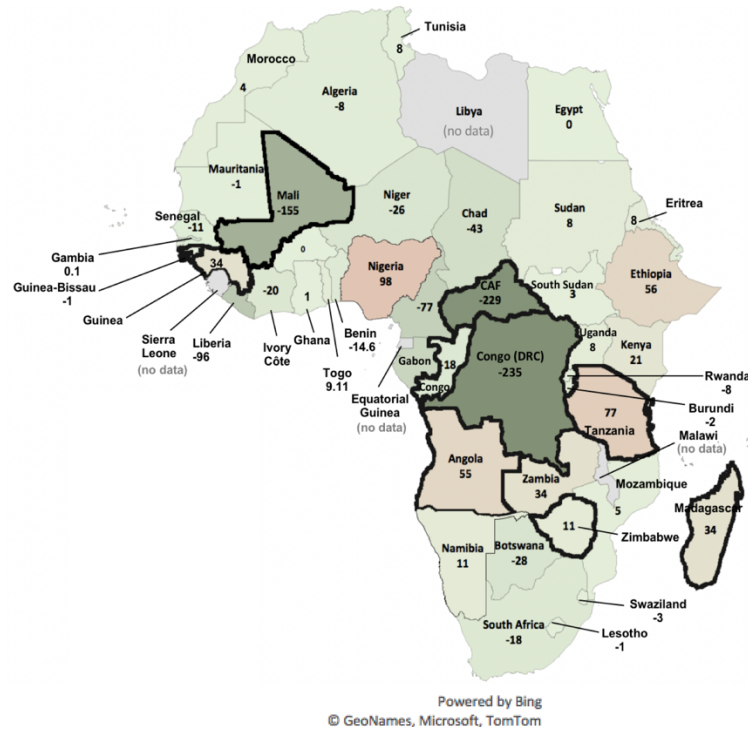 Tunisia
8
Morocco
4
Algeria
-8
Libya
(no data)
Egypt
0
Mauritania
-1
Mali
-155
Niger
-26
Chad
-43
Sudan
8
Eritrea
8
Senegal
-11
Gambia
0.1
Guinea-Bissau
-1
Guinea
34
0
Nigeria
98
Ethiopia
56
CAF
-229
South Sudan
3
-77
-20
1
Sierra
Leone
(no data)
Liberia
-96
Ivory
Côte
Ghana
Benin
-14.6
Togo
9.11
Equatorial
Guinea
(no data)
Gabon
-18
Congo
Congo (DRC)
-235
Uganda
8
Kenya
21
Rwanda
-8
Burundi
-2
77
Tanzania
Malawi
(no data)
Angola
55
Zambia
34
Mozambique
5
Madagascar
34
11
Zimbabwe
Namibia
11
Botswana
-28
Swaziland
-3
South Africa
-18
Lesotho
-1
Powered by Bing
© GeoNames, Microsoft, TomTom